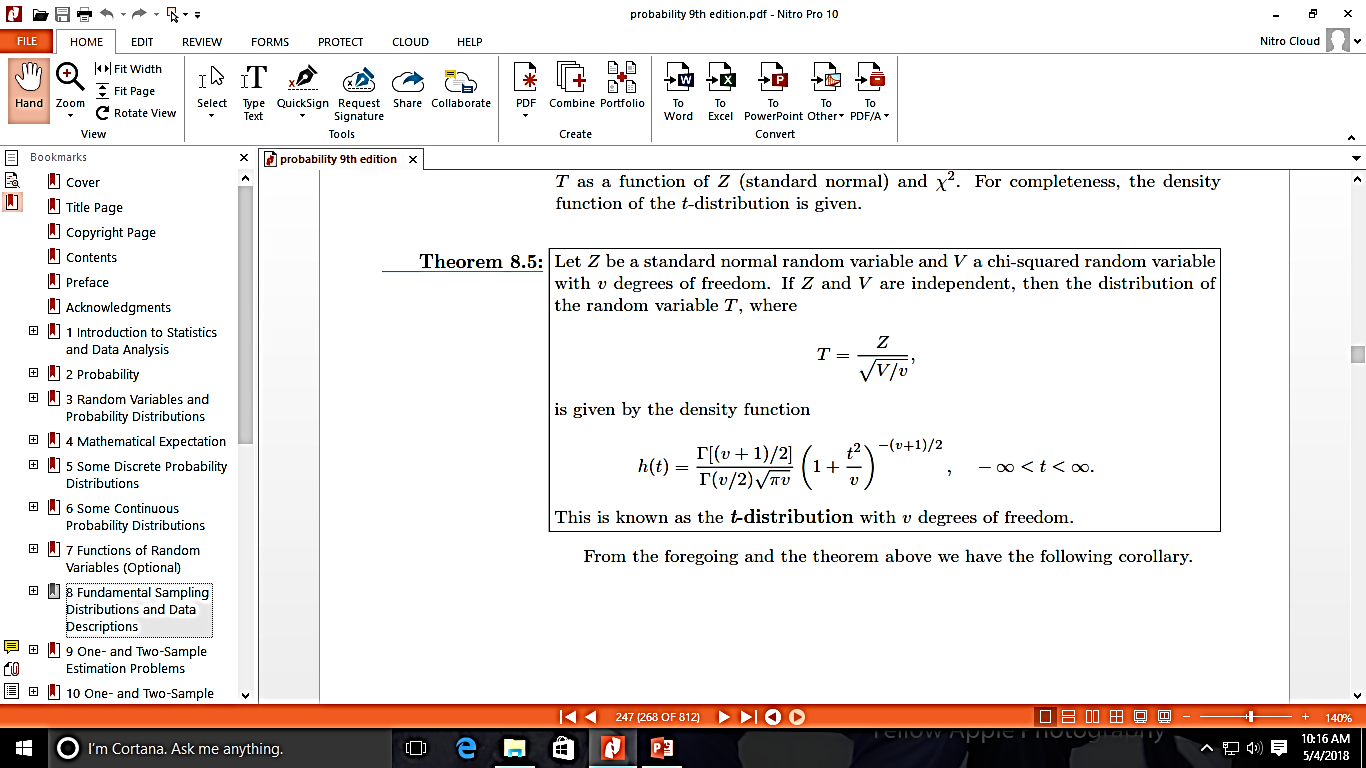 probability 9th edition.pdf - Nitro Pro 10
FILE HOME EDIT REVIEW FORMS PROTECT CLOUD HELP
Nitro Cloud
Hand
Zoom
Fit Width
Fit Page
Rotate View
View
Select
Type Text
QuickSign
Request Signature
Share
Collaborate
Tools
PDF
Combine
Portfolio
Create
To Word
To Excel
To PowerPoint
To Other
To PDF/A
Convert
Bookmarks
Cover
Title Page
Copyright Page
Contents
Preface
Acknowledgments
1 Introduction to Statistics
and Data Analysis
2 Probability
3 Random Variables and
Probability Distributions
4 Mathematical Expectation
5 Some Discrete Probability
Distributions
6 Some Continuous
Probability Distributions
7 Functions of Random
Variables (Optional)
8 Fundamental Sampling
Distributions and Data
Descriptions
9 One- and Two-Sample
Estimation Problems
10 One- and Two-Sample
probability 9th edition
T as a function of Z (standard normal) and χ². For completeness, the density
function of the t-distribution is given.
Theorem 8.5: Let Z be a standard normal random variable and V a chi-squared random variable
with v degrees of freedom. If Z and V are independent, then the distribution of
the random variable T, where
T = Z / √(V/v),
is given by the density function
h(t) = Γ[(v + 1)/2] / (Γ(v/2)√(πv)) (1 + t²/v)^(−(v+1)/2), − ∞ < t < ∞.
This is known as the t-distribution with v degrees of freedom.
From the foregoing and the theorem above we have the following corollary.
247 (268 OF 812)
140%
I'm Cortana. Ask me anything.
Yellow Apple Photography
10:16 AM
5/4/2018